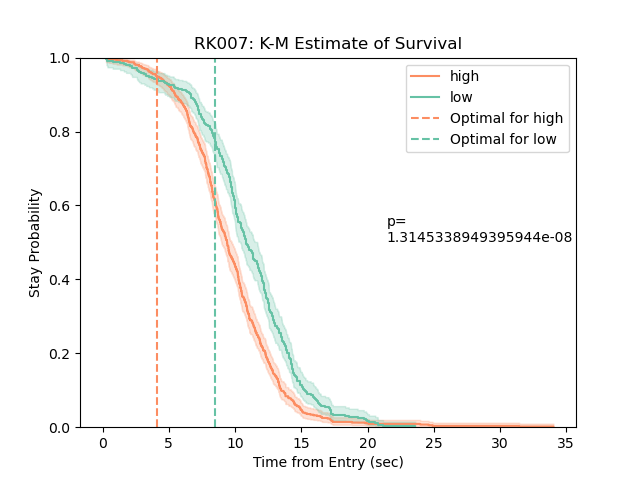 RK007: K-M Estimate of Survival
1.0
0.8
0.6
0.4
0.2
0.0
Stay Probability
high
low
Optimal for high
Optimal for low
p=
1.3145338949395944e-08
0 5 10 15 20 25 30 35
Time from Entry (sec)